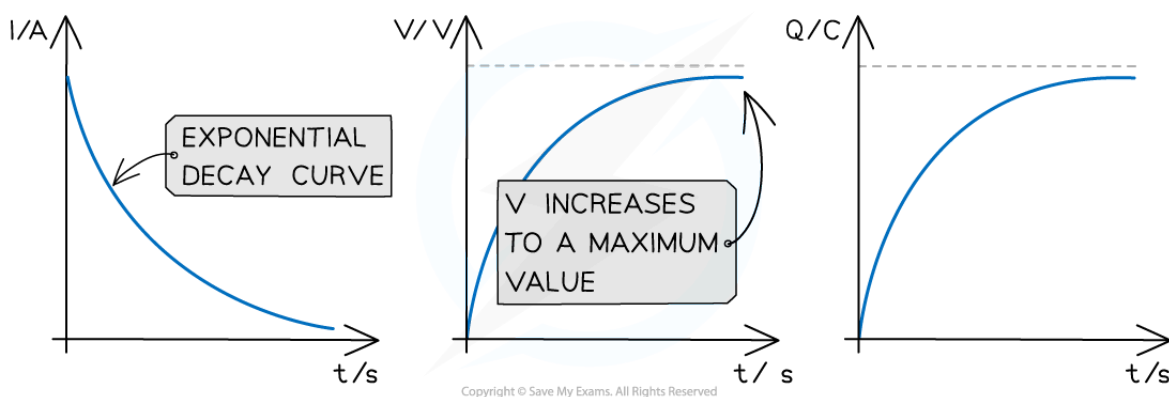 I/A
V/V
Q/C
EXPONENTIAL
DECAY CURVE
V INCREASES
TO A MAXIMUM
VALUE
t/s
t/s
t/s
Copyright © Save My Exams. All Rights Reserved